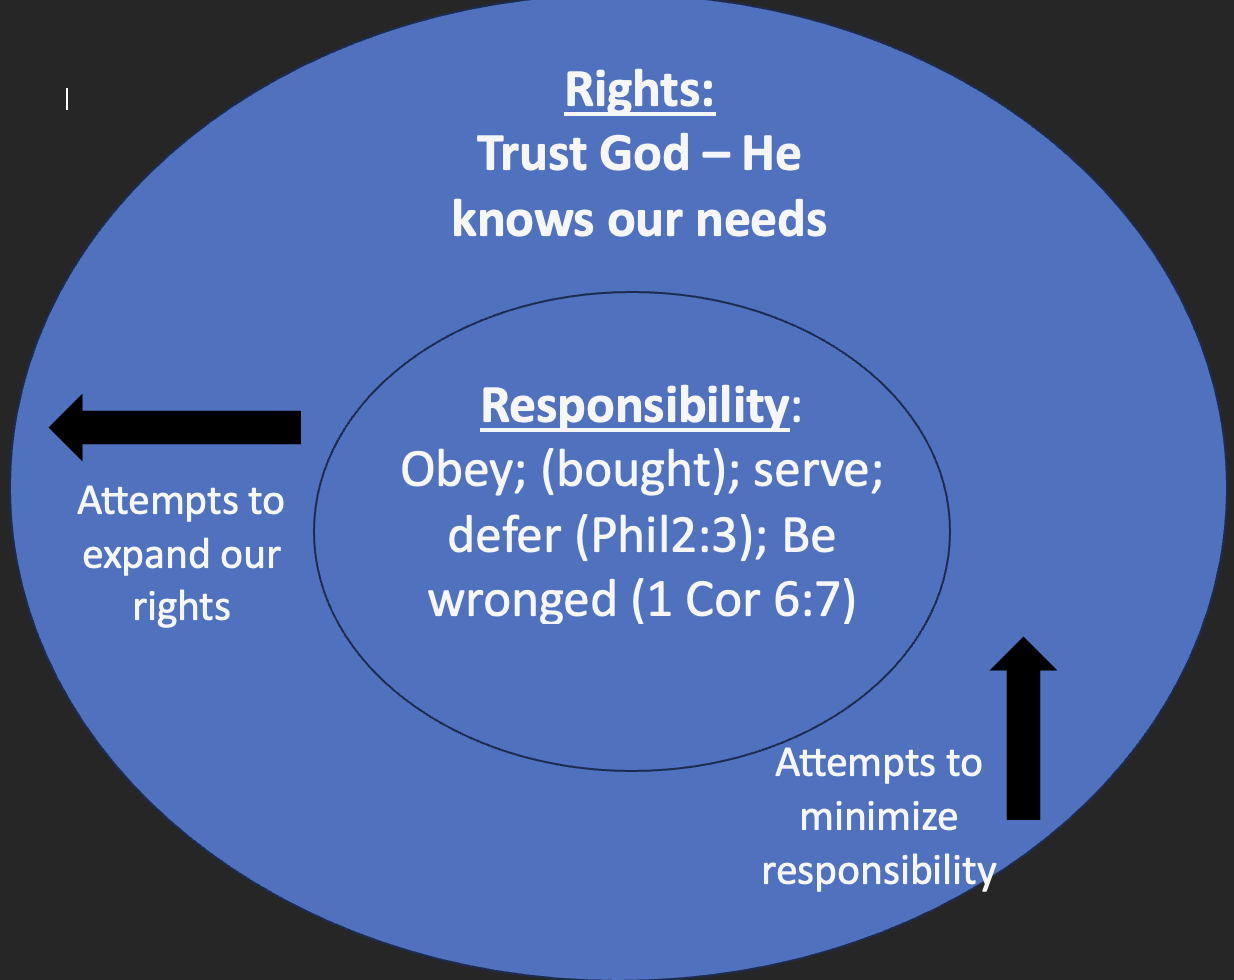 Rights:
Trust God – He
knows our needs
Responsibility:
Obey; (bought); serve;
defer (Phil2:3); Be
wronged (1 Cor 6:7)
Attempts to
expand our
rights
Attempts to
minimize
responsibility